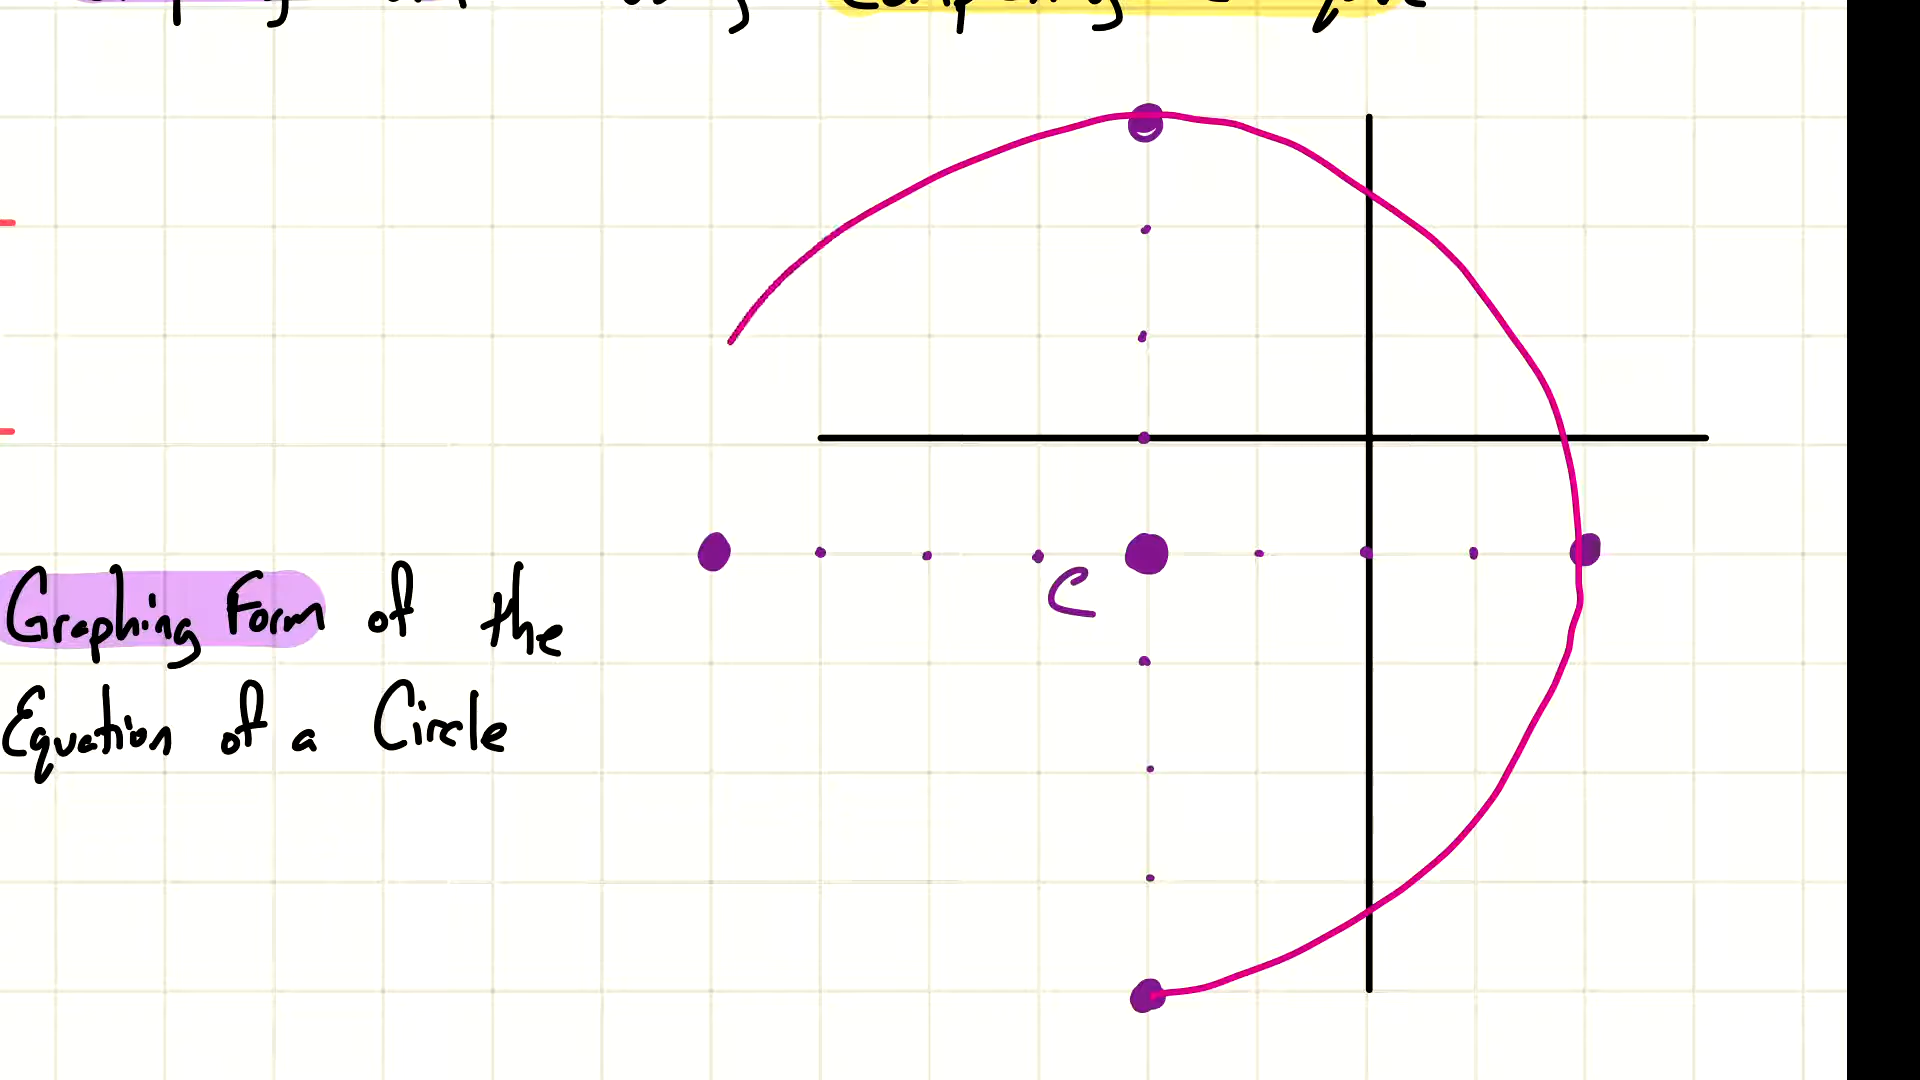 C
Graphing Form of the
Equation of a Circle